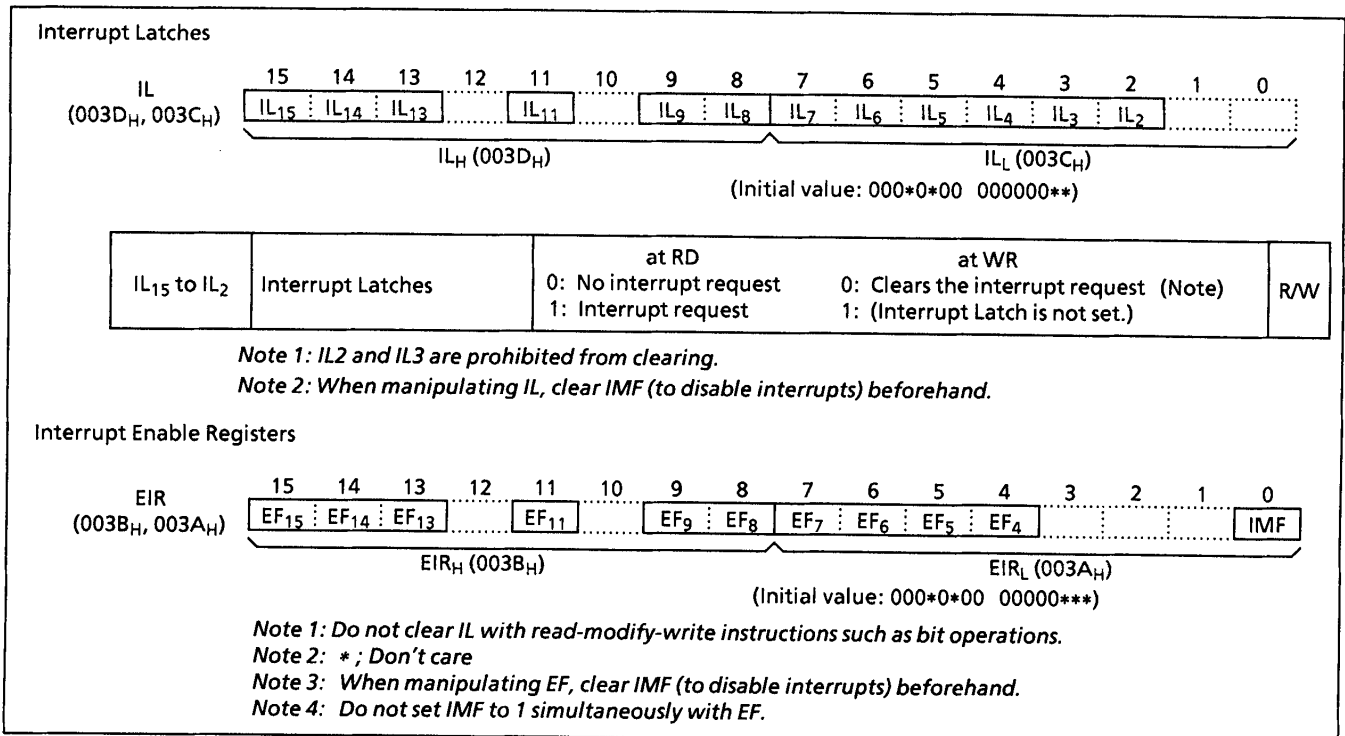 Interrupt Latches
15 14 13 12 11 10 9 8 7 6 5 4 3 2 1 0
IL
(003DH, 003CH)
IL15 IL14 IL13 IL11 IL9 IL8 IL7 IL6 IL5 IL4 IL3 IL2
ILH (003DH) ILL (003CH)
(Initial value: 000*0*00 000000**)
at RD at WR
IL15 to IL2 Interrupt Latches 0: No interrupt request 0: Clears the interrupt request (Note) R/W
1: Interrupt request 1: (Interrupt Latch is not set.)
Note 1: IL2 and IL3 are prohibited from clearing.
Note 2: When manipulating IL, clear IMF (to disable interrupts) beforehand.
Interrupt Enable Registers
15 14 13 12 11 10 9 8 7 6 5 4 3 2 1 0
EIR
(003BH, 003AH)
EF15 EF14 EF13 EF11 EF9 EF8 EF7 EF6 EF5 EF4 IMF
EIRH (003BH) EIRL (003AH)
(Initial value: 000*0*00 00000***)
Note 1: Do not clear IL with read-modify-write instructions such as bit operations.
Note 2: * ; Don't care
Note 3: When manipulating EF, clear IMF (to disable interrupts) beforehand.
Note 4: Do not set IMF to 1 simultaneously with EF.